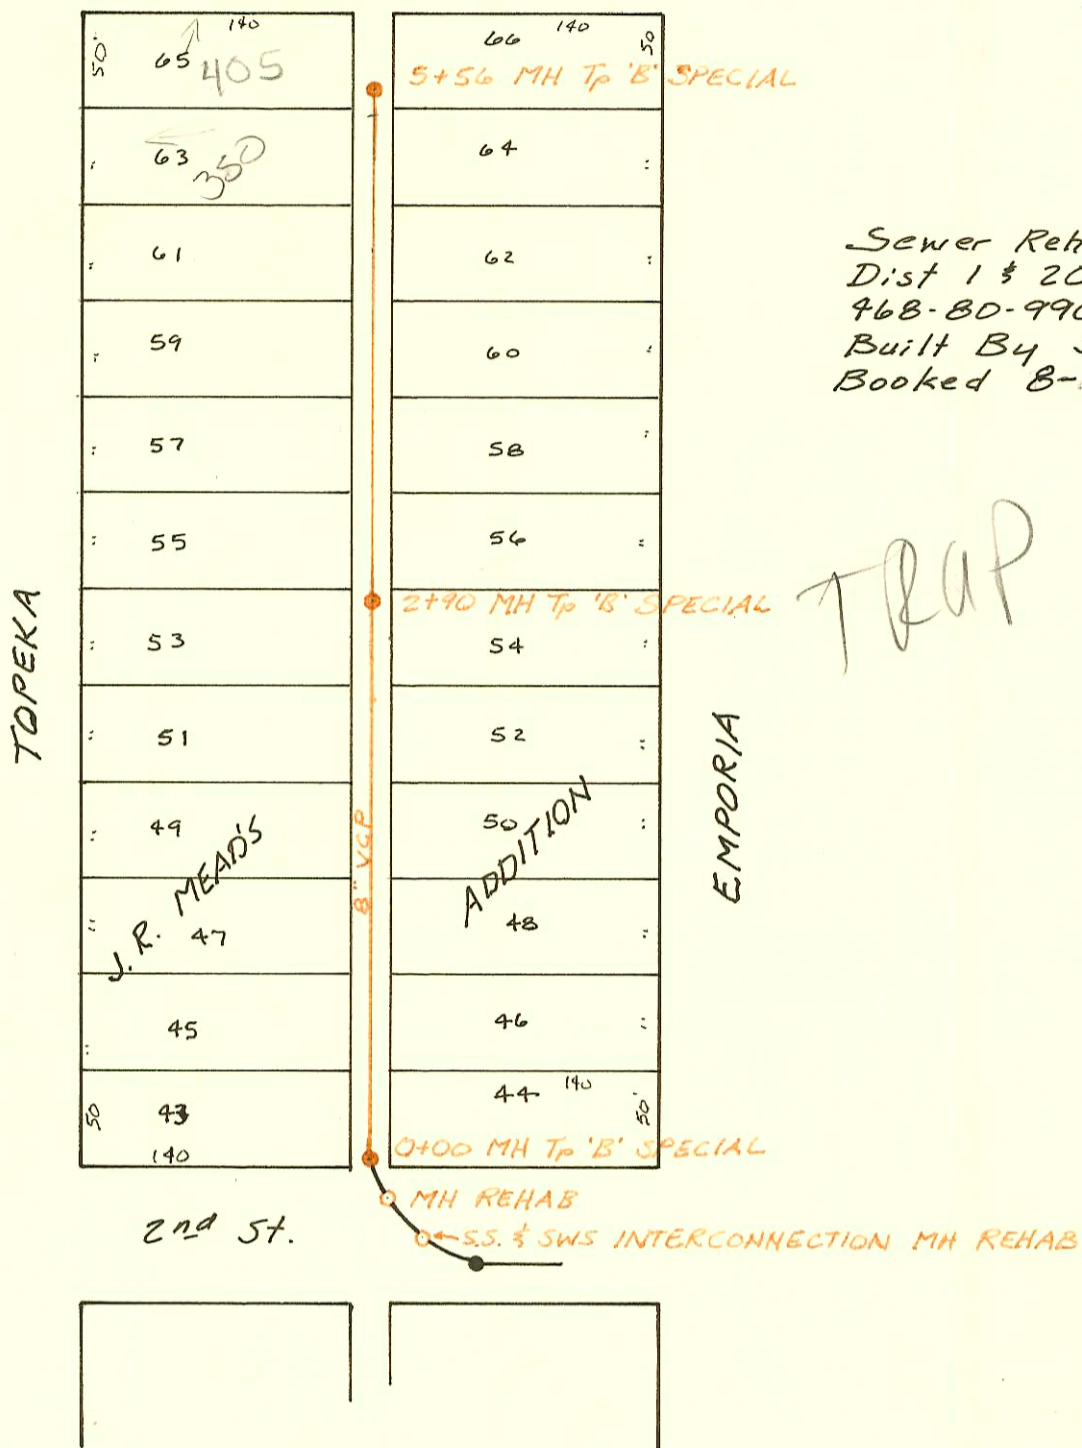 140
50'
65
405
66
140
50
5+56 MH Tp 'B' SPECIAL
63
350
64
61
62
59
60
57
58
55
56
2+90 MH Tp 'B' SPECIAL
53
54
51
52
49
50
8" VCP
J.R. MEAD'S
ADDITION
47
48
45
46
43
50
140
44
140
50'
0+00 MH Tp 'B' SPECIAL
MH REHAB
S.S. & SWS INTERCONNECTION MH REHAB
2nd St.
TOPEKA
EMPORIA
Sewer
Dist 1 & 20
468-80-990
Built By
Booked 8-
TRAP